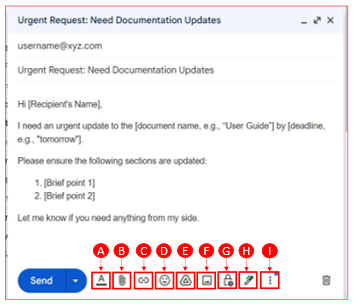 Urgent Request: Need Documentation Updates
username@xyz.com
Urgent Request: Need Documentation Updates
Hi [Recipient's Name],
I need an urgent update to the [document name, e.g., "User Guide"] by [deadline,
e.g., "tomorrow"].
Please ensure the following sections are updated:
1. [Brief point 1]
2. [Brief point 2]
Let me know if you need anything from my side.
A B C D E F G H I
Send A